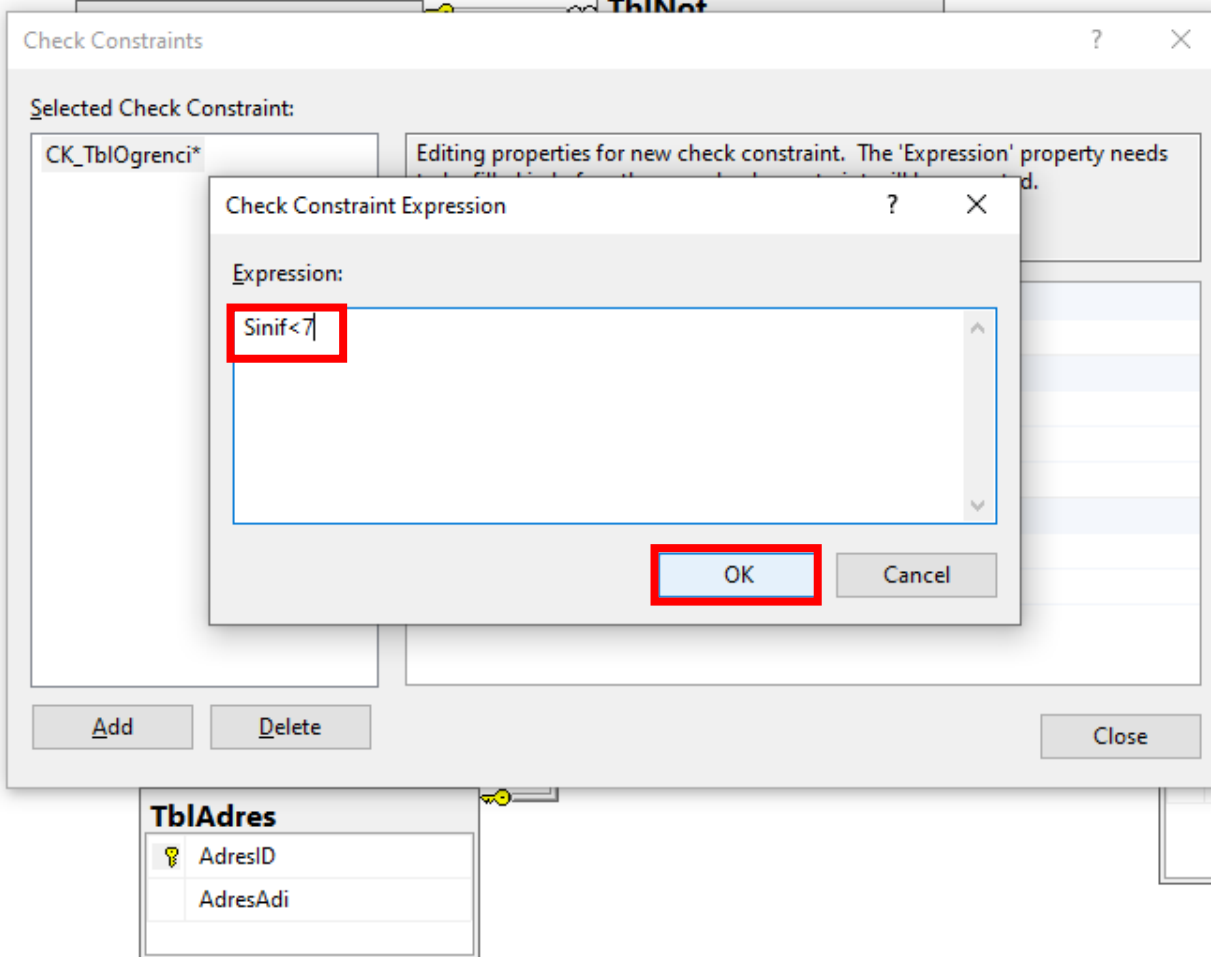 TblNot
Check Constraints
Selected Check Constraint:
CK_TblOgrenci*
Editing properties for new check constraint. The 'Expression' property needs
Check Constraint Expression
Expression:
Sinif<7
OK
Cancel
Add
Delete
Close
TblAdres
AdresID
AdresAdi